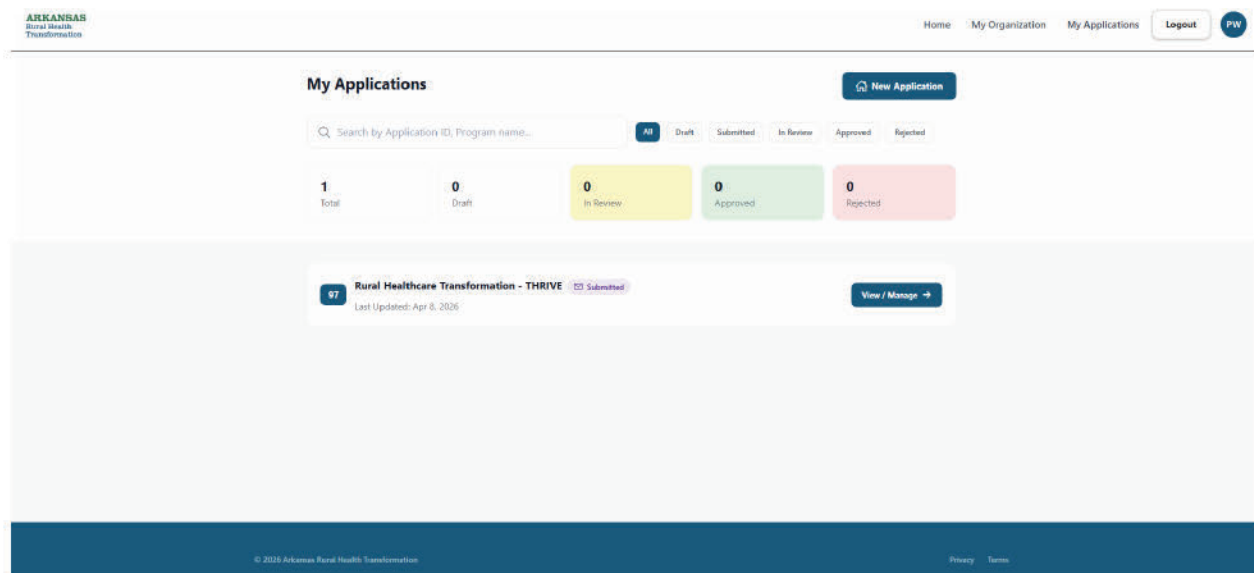 ARKANSAS
Rural Health
Transformation
Home My Organization My Applications Logout PW
My Applications
New Application
Search by Application ID, Program name...
All Draft Submitted In Review Approved Rejected
1 0 0 0 0
Total Draft In Review Approved Rejected
97 Rural Healthcare Transformation - THRIVE Submitted
Last Updated: Apr 8, 2026
View / Manage →
© 2026 Arkansas Rural Health Transformation
Privacy Terms